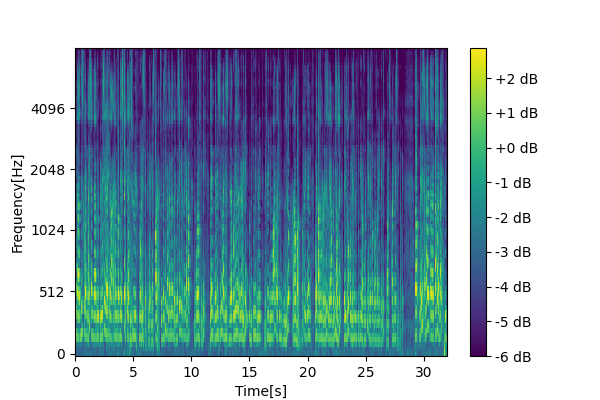 4096
2048
1024
512
0
Frequency[Hz]
0 5 10 15 20 25 30
Time[s]
+2 dB
+1 dB
+0 dB
-1 dB
-2 dB
-3 dB
-4 dB
-5 dB
-6 dB